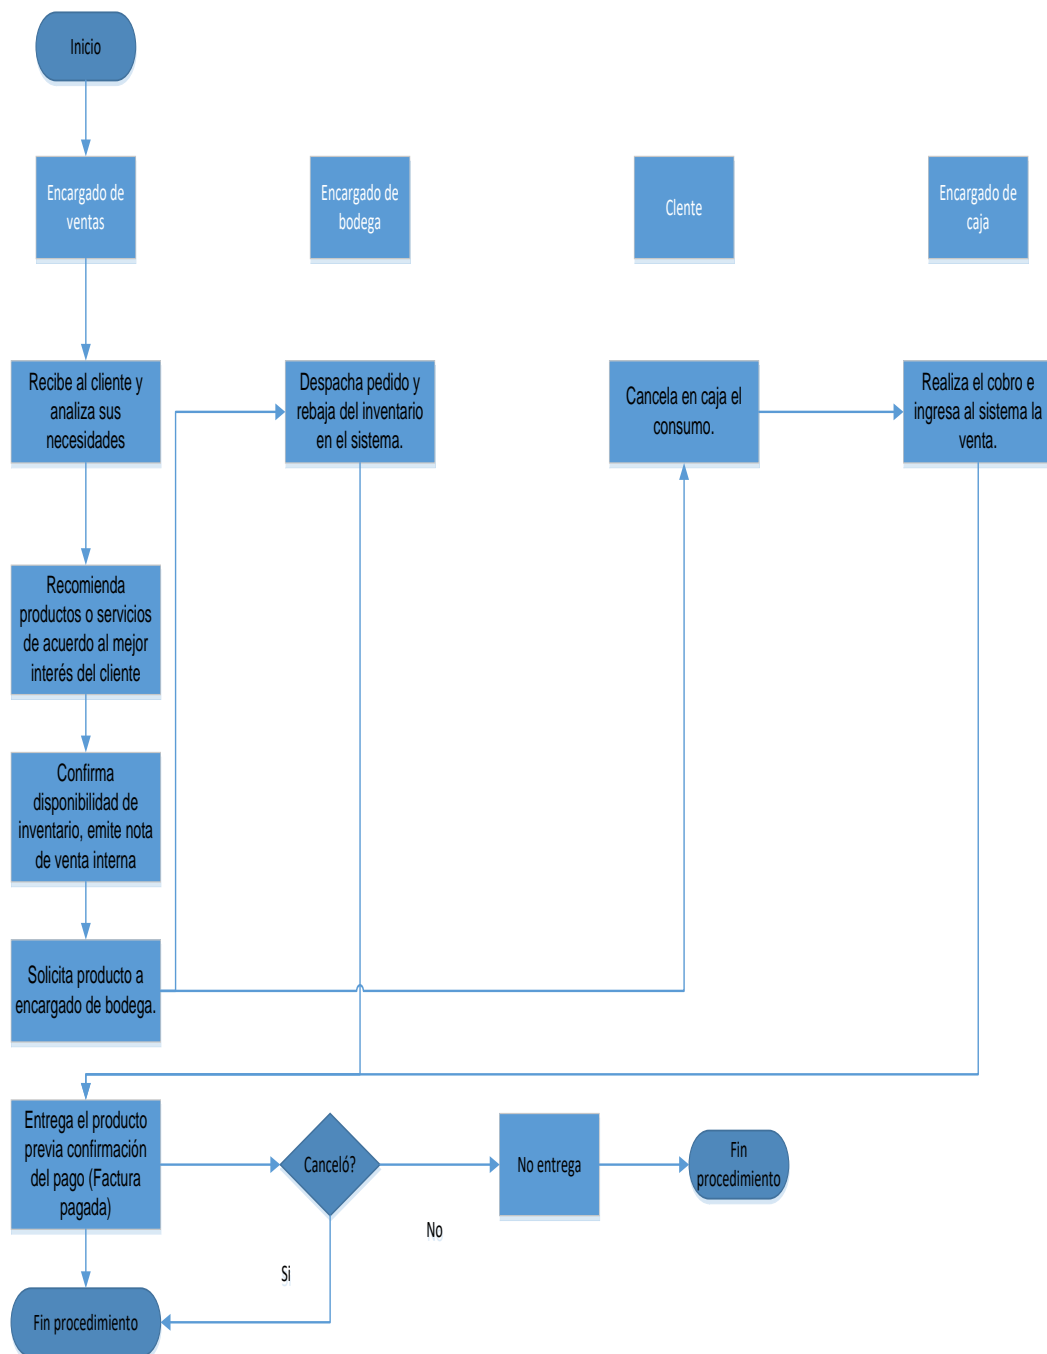 Inicio
Encargado de
ventas
Encargado de
bodega
Clente
Encargado de
caja
Recibe al cliente y
analiza sus
necesidades
Despacha pedido y
rebaja del inventario
en el sistema.
Cancela en caja el
consumo.
Realiza el cobro e
ingresa al sistema la
venta.
Recomienda
productos o servicios
de acuerdo al mejor
interés del cliente
Confirma
disponibilidad de
inventario, emite nota
de venta interna
Solicita producto a
encargado de bodega.
Entrega el producto
previa confirmación
del pago (Factura
pagada)
Canceló?
No entrega
Fin
procedimiento
No
Si
Fin procedimiento